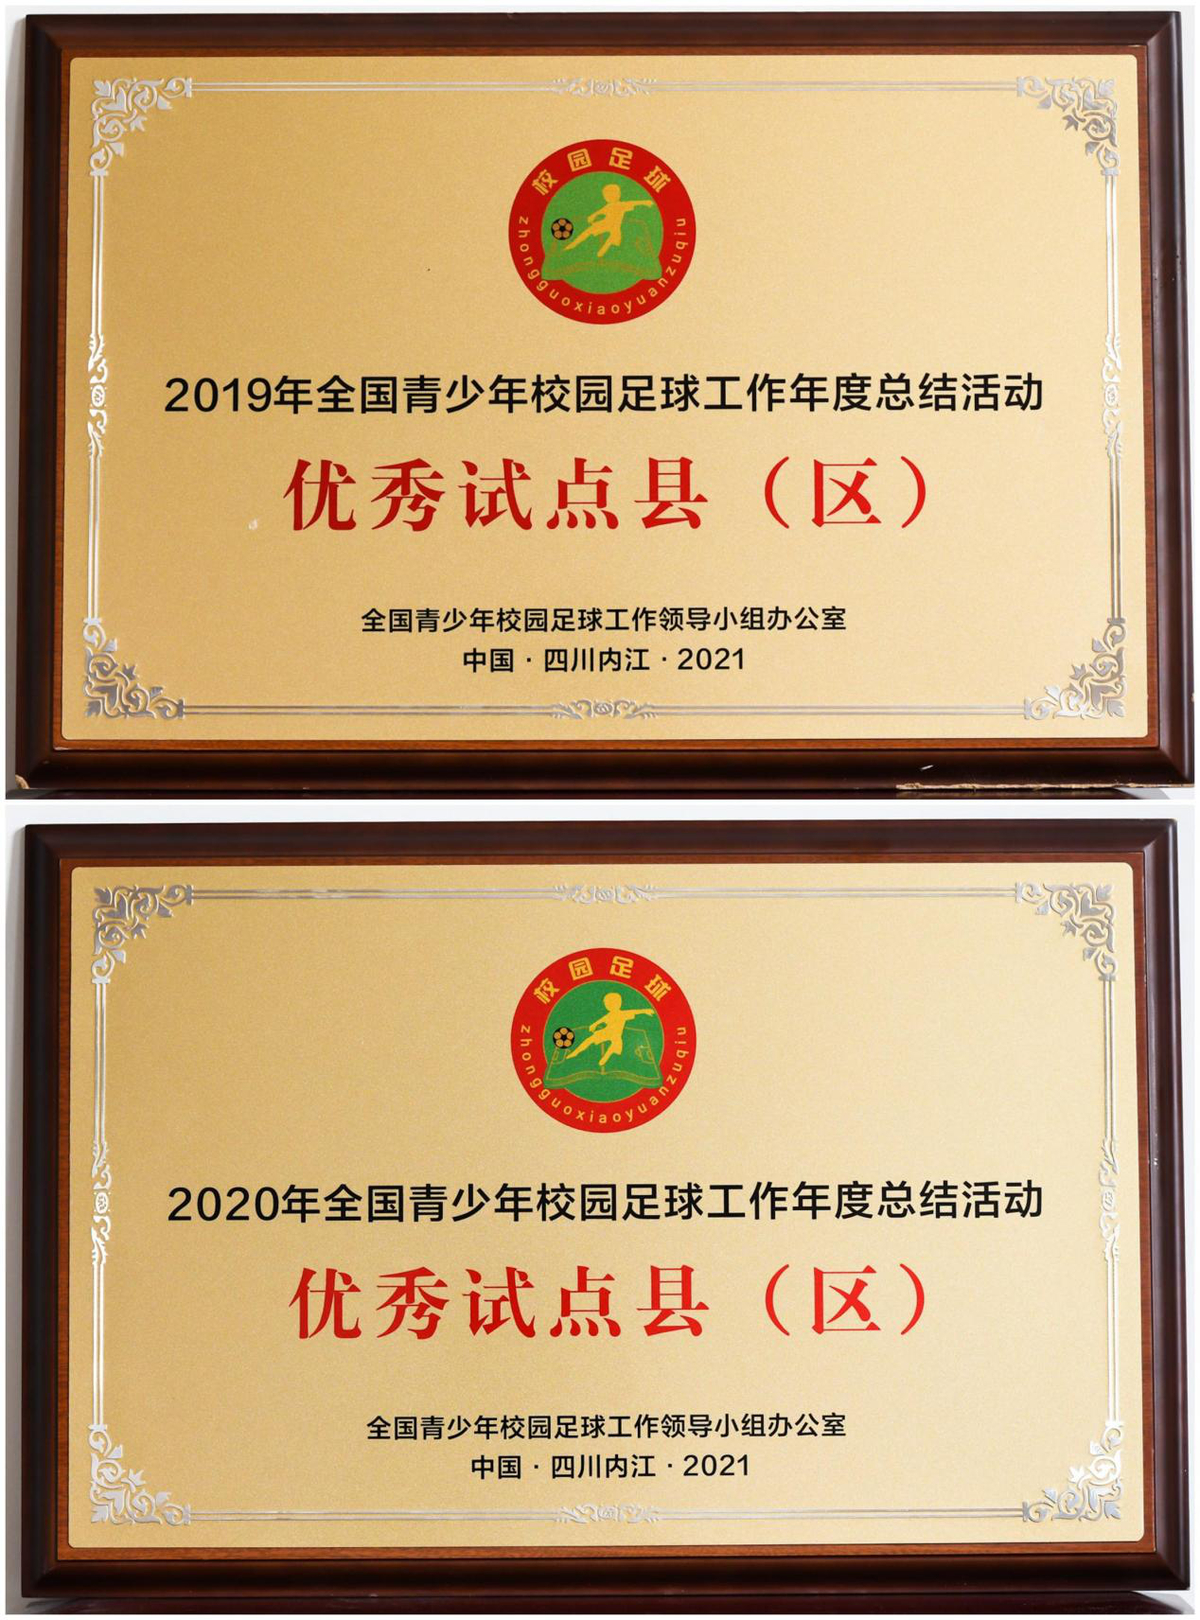 校园足球
zhongguoxiaoyuanzuqiu
2019年全国青少年校园足球工作年度总结活动
优秀试点县（区）
全国青少年校园足球工作领导小组办公室
中国·四川内江·2021
校园足球
zhongguoxiaoyuanzuqiu
2020年全国青少年校园足球工作年度总结活动
优秀试点县（区）
全国青少年校园足球工作领导小组办公室
中国·四川内江·2021